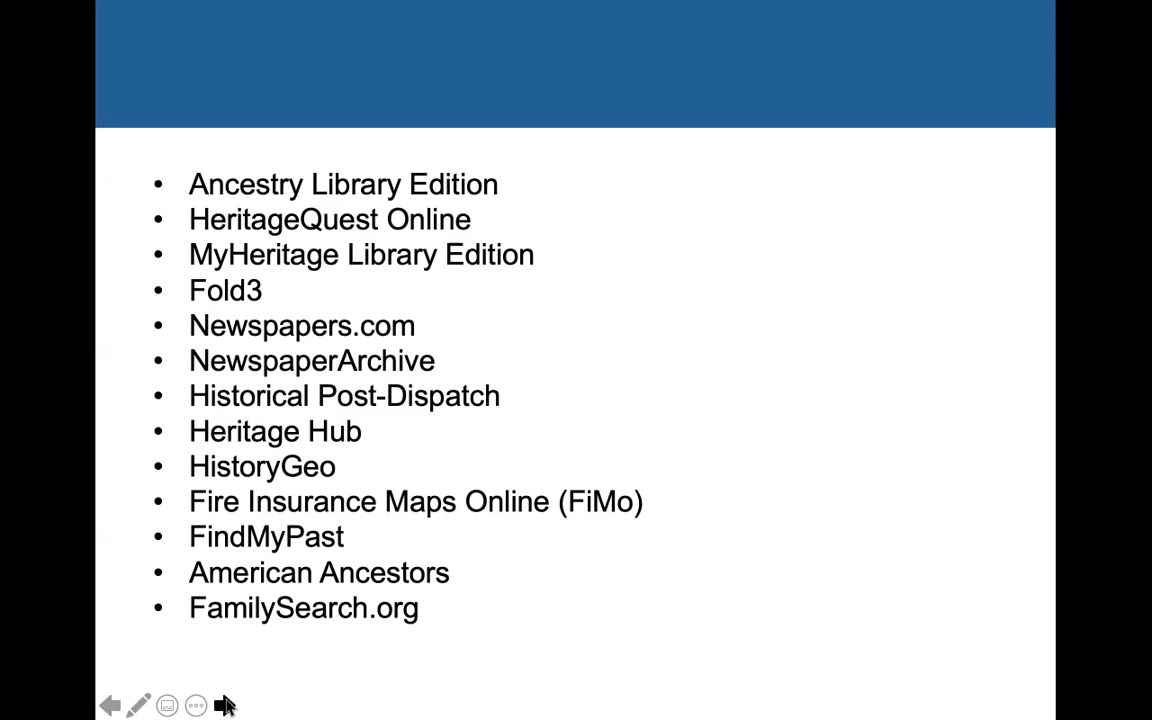 • Ancestry Library Edition
• HeritageQuest Online
• MyHeritage Library Edition
• Fold3
• Newspapers.com
• NewspaperArchive
• Historical Post-Dispatch
• Heritage Hub
• HistoryGeo
• Fire Insurance Maps Online (FiMo)
• FindMyPast
• American Ancestors
• FamilySearch.org